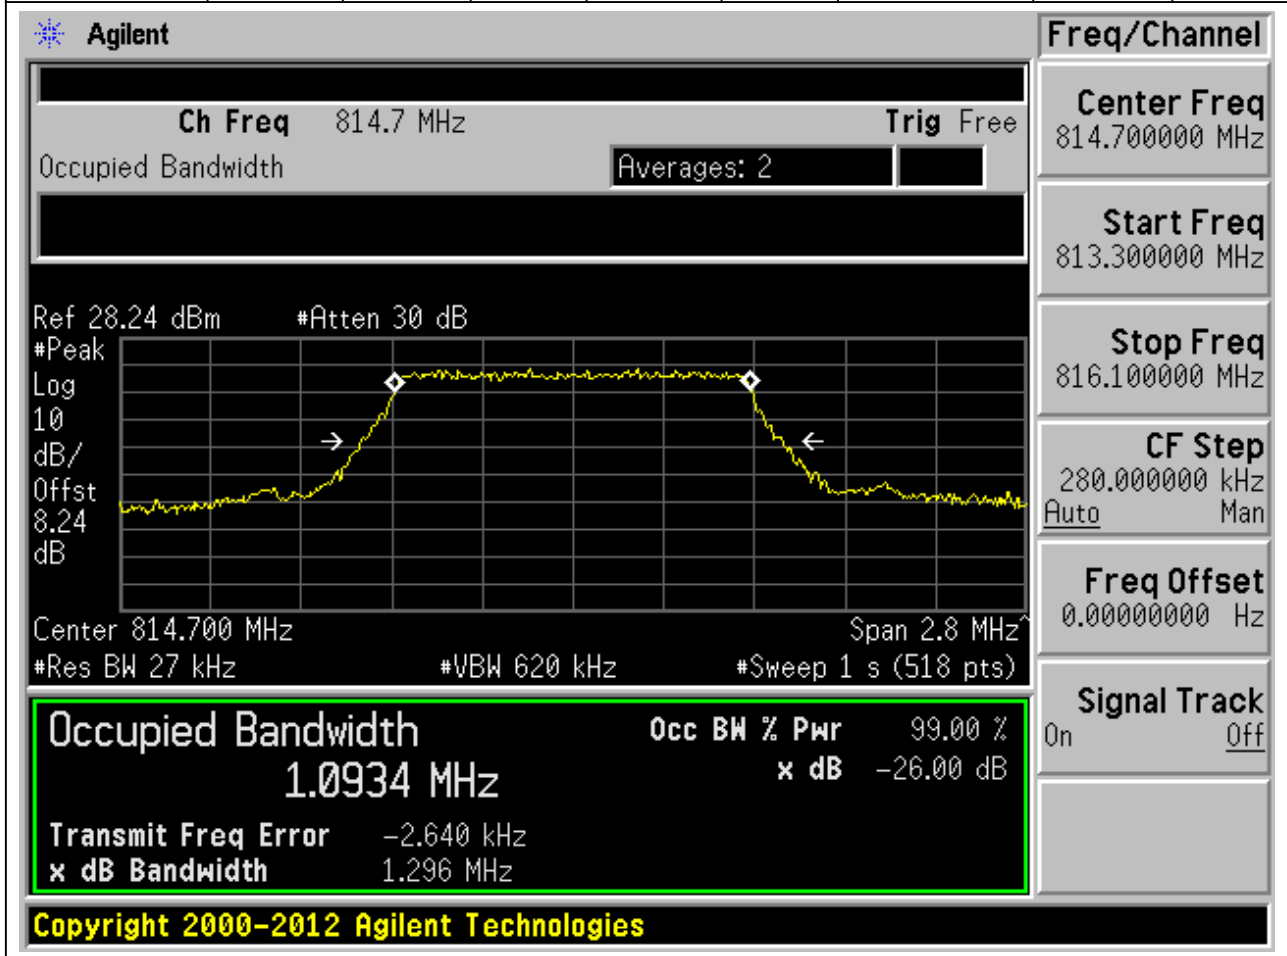 Agilent
Freq/Channel
Ch Freq 814.7 MHz Trig Free
Occupied Bandwidth Averages: 2
Center Freq
814.700000 MHz
Start Freq
813.300000 MHz
Stop Freq
816.100000 MHz
CF Step
280.000000 kHz
Auto Man
Freq Offset
0.00000000 Hz
Signal Track
On Off
Ref 28.24 dBm #Atten 30 dB
#Peak
Log
10
dB/
Offst
8.24
dB
Center 814.700 MHz Span 2.8 MHz^
#Res BW 27 kHz #VBW 620 kHz #Sweep 1 s (518 pts)
Occupied Bandwidth Occ BW % Pwr 99.00 %
1.0934 MHz x dB -26.00 dB
Transmit Freq Error -2.640 kHz
x dB Bandwidth 1.296 MHz
Copyright 2000-2012 Agilent Technologies